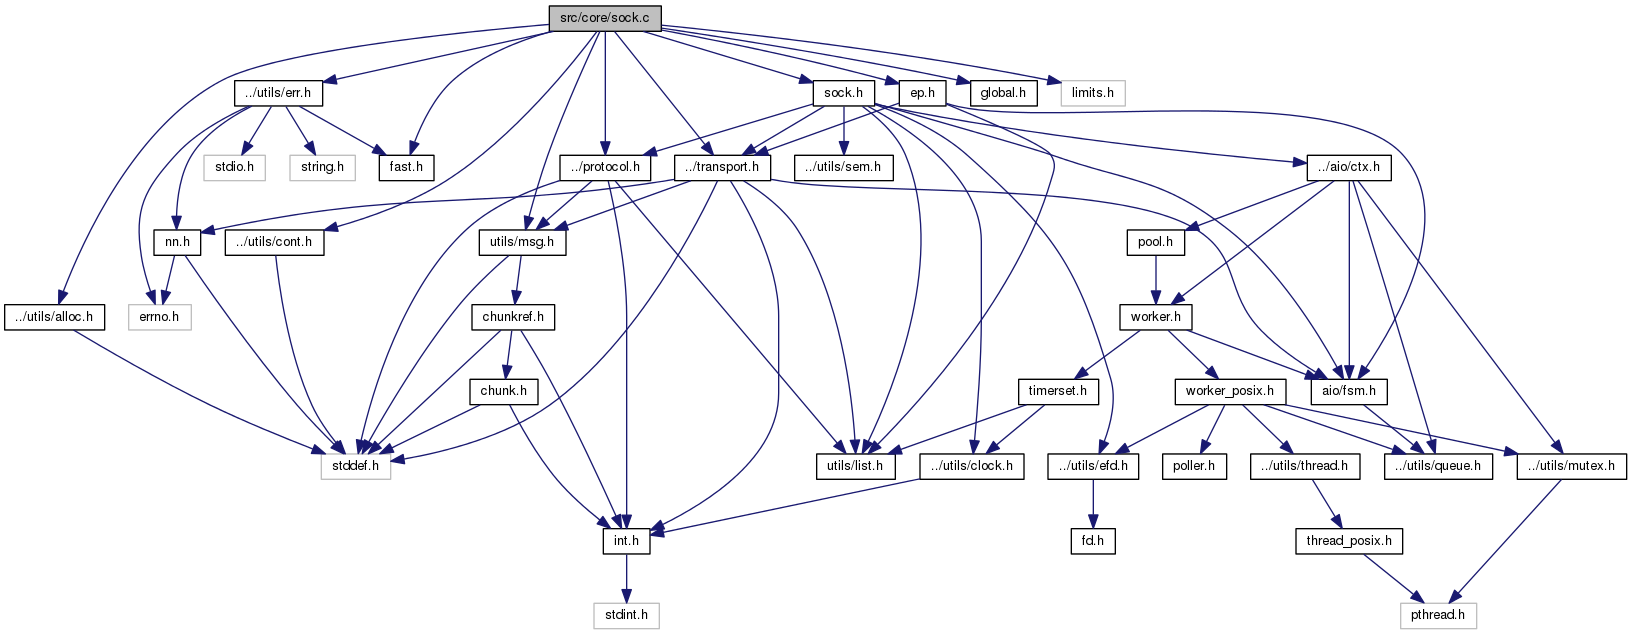 src/core/sock.c
../utils/err.h
sock.h
ep.h
global.h
limits.h
stdio.h
string.h
fast.h
../protocol.h
../transport.h
../utils/sem.h
../aio/ctx.h
nn.h
../utils/cont.h
utils/msg.h
pool.h
../utils/alloc.h
errno.h
chunkref.h
worker.h
chunk.h
timerset.h
worker_posix.h
aio/fsm.h
stddef.h
utils/list.h
../utils/clock.h
../utils/efd.h
poller.h
../utils/thread.h
../utils/queue.h
../utils/mutex.h
int.h
fd.h
thread_posix.h
stdint.h
pthread.h